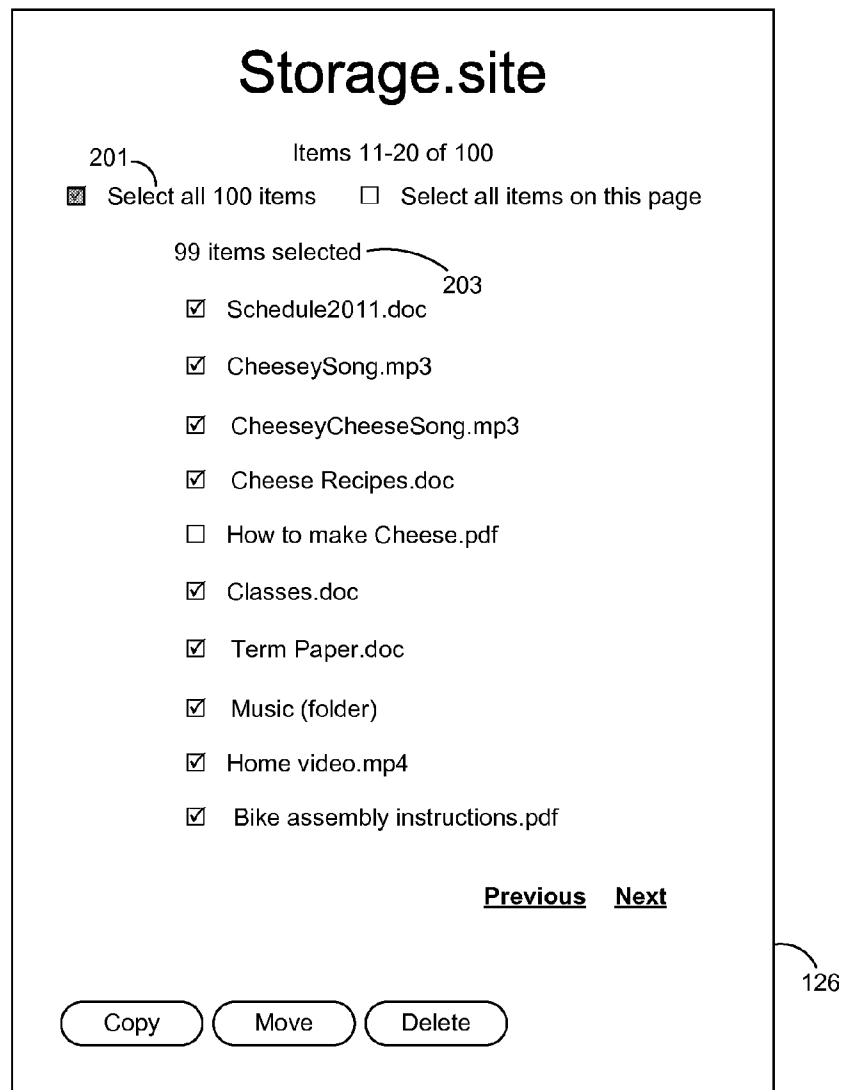 Storage.site
Items 11-20 of 100
201
Select all 100 items Select all items on this page
99 items selected
203
Schedule2011.doc
CheeseySong.mp3
CheeseyCheeseSong.mp3
Cheese Recipes.doc
How to make Cheese.pdf
Classes.doc
Term Paper.doc
Music (folder)
Home video.mp4
Bike assembly instructions.pdf
Previous Next
126
Copy Move Delete